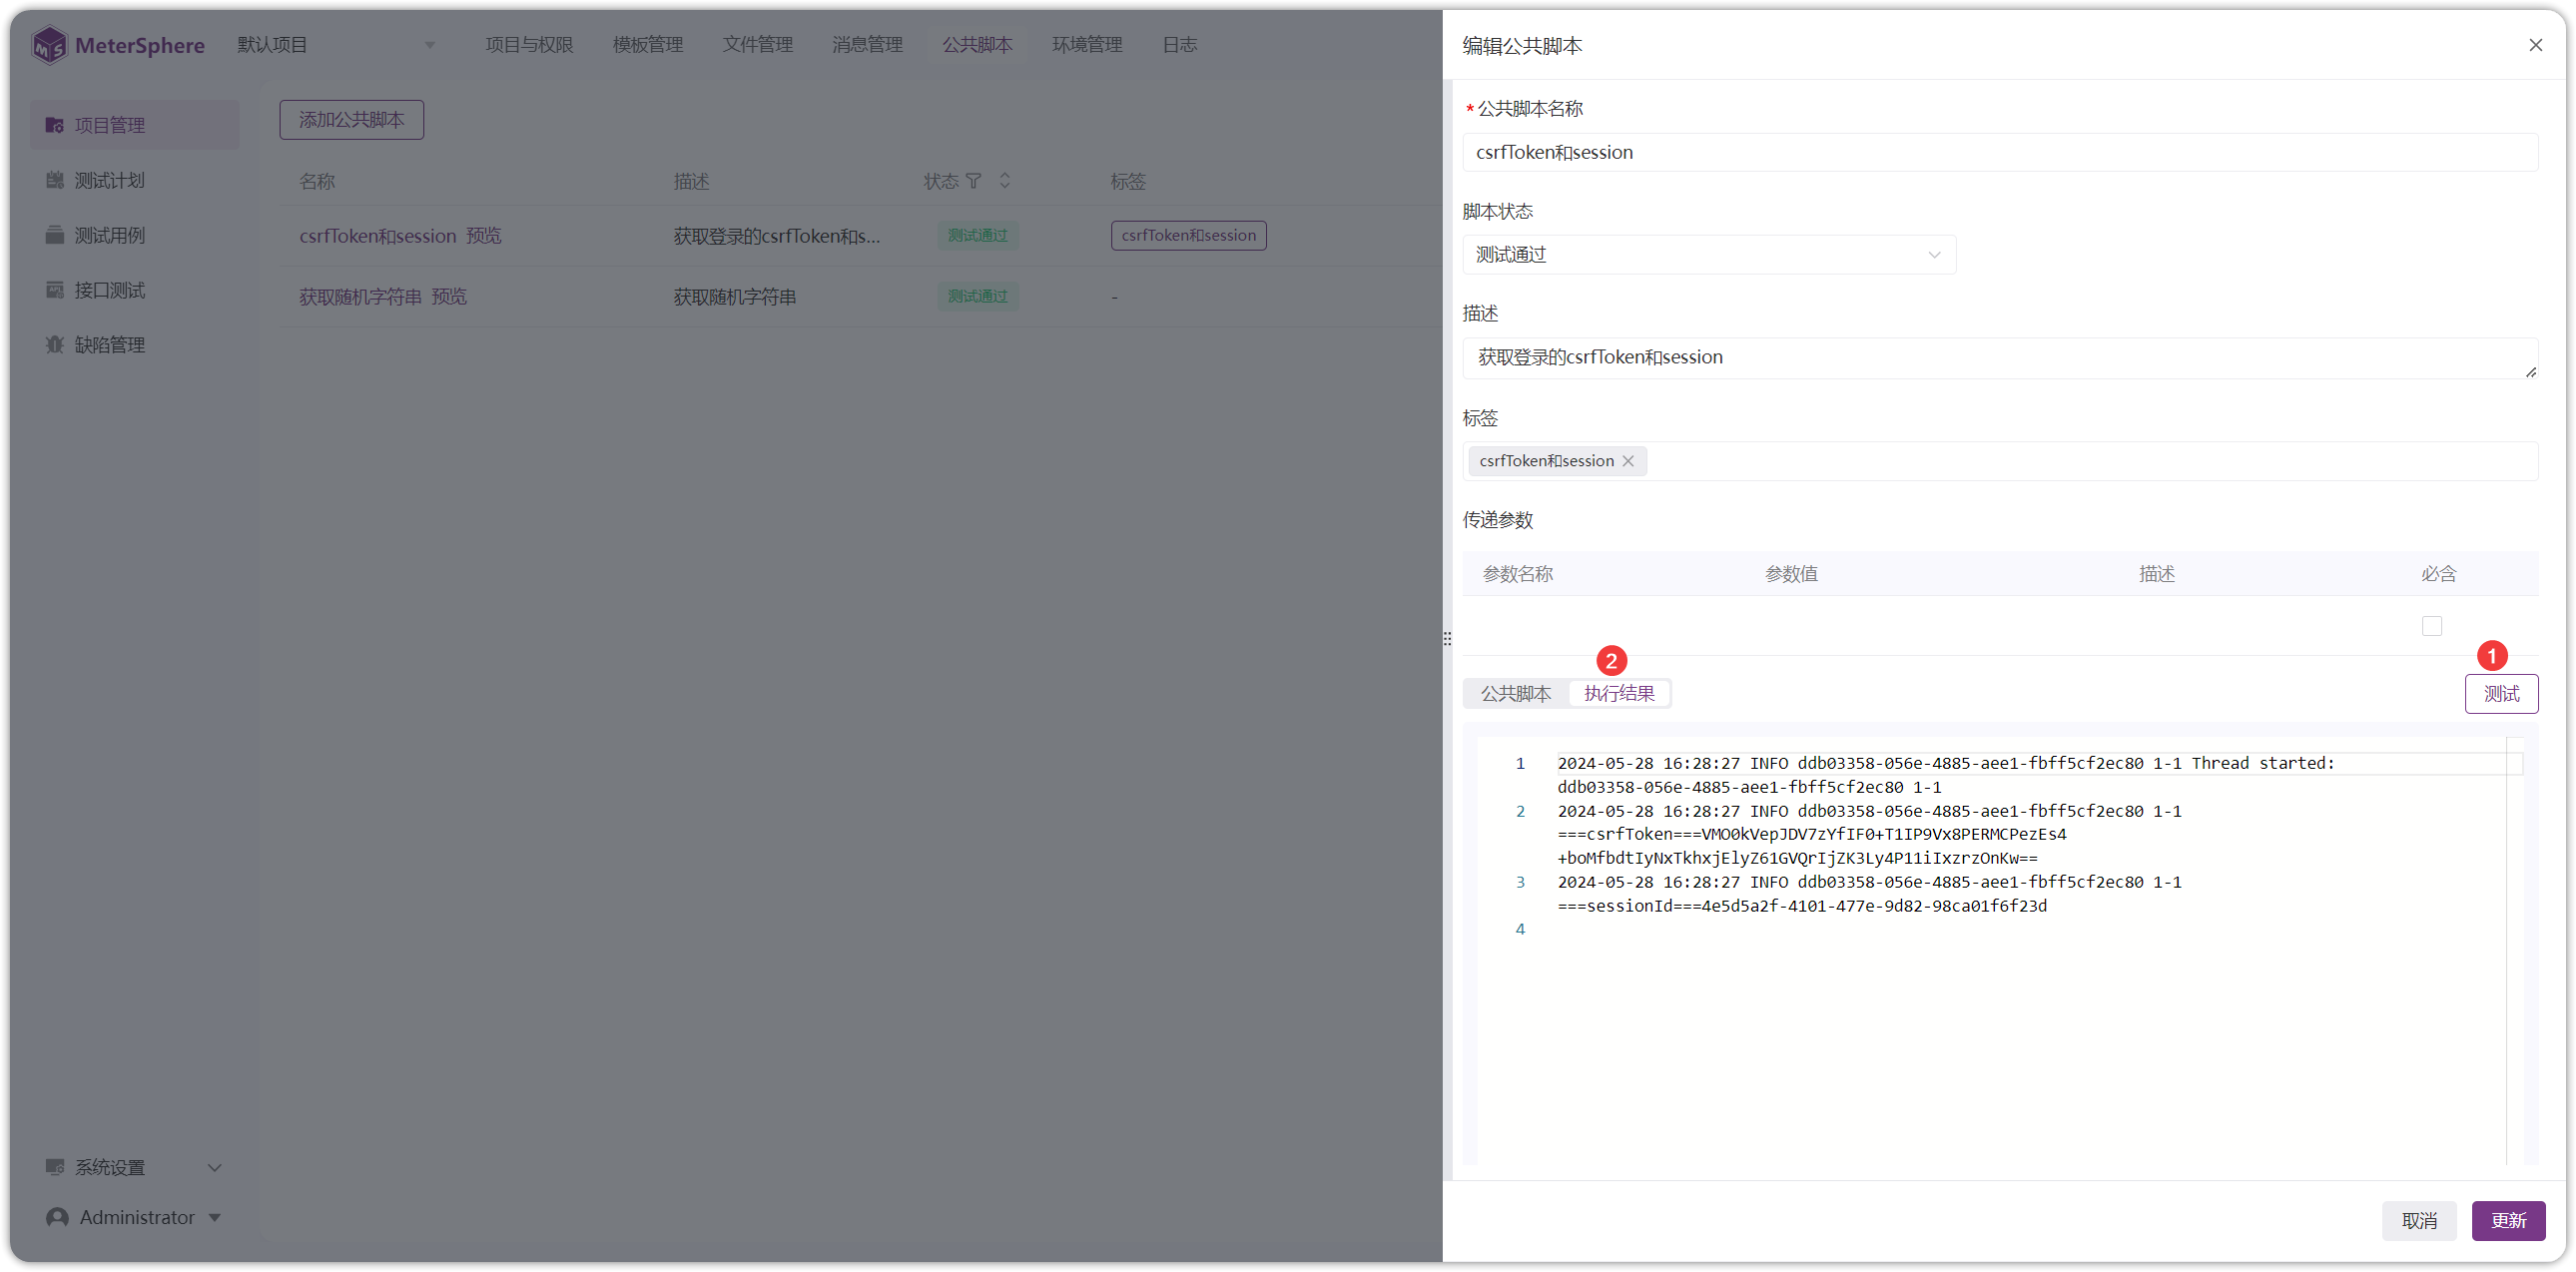 MeterSphere
默认项目
项目与权限
模板管理
文件管理
消息管理
公共脚本
环境管理
日志
项目管理
测试计划
测试用例
接口测试
缺陷管理
系统设置
Administrator
添加公共脚本
名称 描述 状态 标签
csrfToken和session 预览 获取登录的csrfToken和s... 测试通过 csrfToken和session
获取随机字符串 预览 获取随机字符串 测试通过 -
编辑公共脚本
* 公共脚本名称
csrfToken和session
脚本状态
测试通过
描述
获取登录的csrfToken和session
标签
csrfToken和session
传递参数
参数名称 参数值 描述 必含
2
1
公共脚本 执行结果 测试
1 2024-05-28 16:28:27 INFO ddb03358-056e-4885-aee1-fbff5cf2ec80 1-1 Thread started:
ddb03358-056e-4885-aee1-fbff5cf2ec80 1-1
2 2024-05-28 16:28:27 INFO ddb03358-056e-4885-aee1-fbff5cf2ec80 1-1
===csrfToken===VMO0kVepJDV7zYfIF0+T1IP9Vx8PERMCPezEs4
+boMfbdtIyNxTkhxjElyZ61GVQrIjZK3Ly4P11iIxzrzOnKw==
3 2024-05-28 16:28:27 INFO ddb03358-056e-4885-aee1-fbff5cf2ec80 1-1
===sessionId===4e5d5a2f-4101-477e-9d82-98ca01f6f23d
4
取消 更新